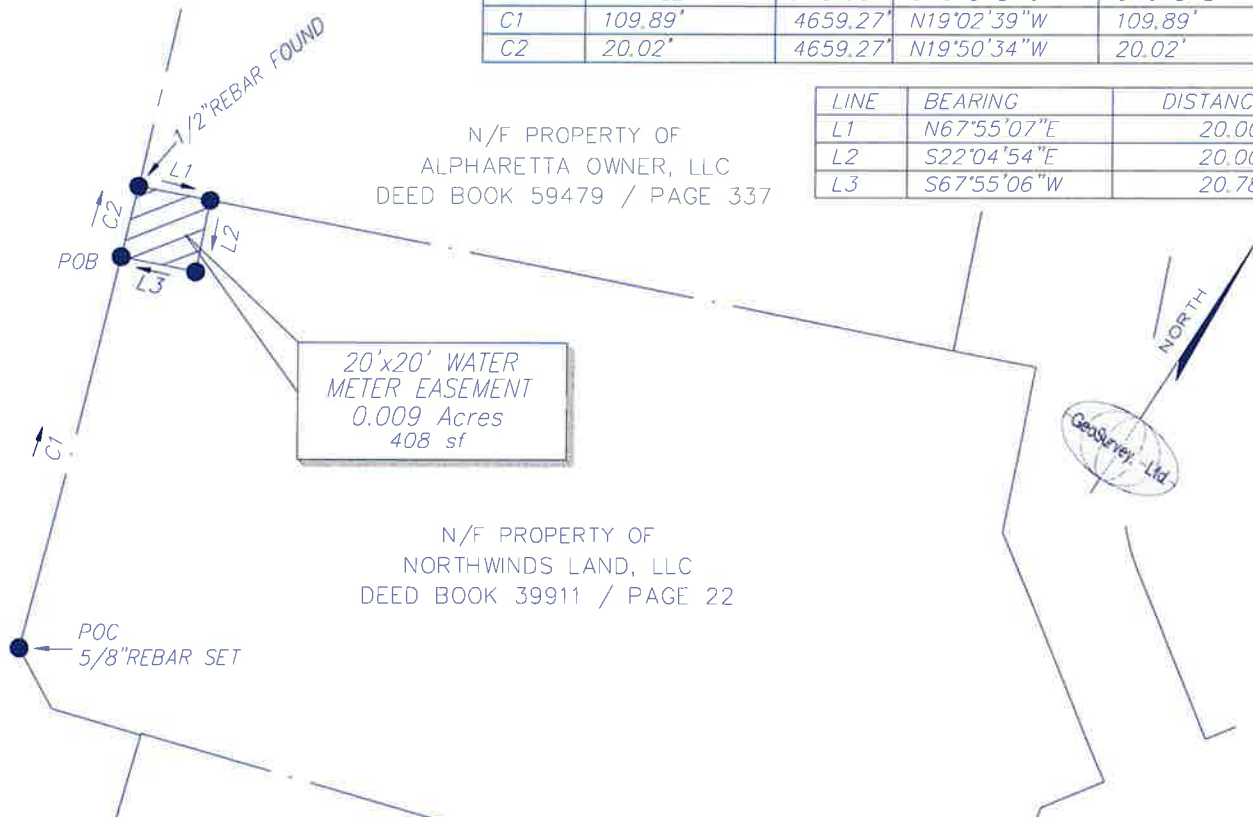 C1 109.89' 4659.27' N19°02'39"W 109.89'
C2 20.02' 4659.27' N19°50'34"W 20.02'
LINE BEARING
L1 N67°55'07"E
L2 S22°04'54"E
L3 S67°55'06"W
1/2"REBAR FOUND
N/F PROPERTY OF
ALPHARETTA OWNER, LLC
DEED BOOK 59479 / PAGE 337
L1
C2
L2
POB
L3
20'x20' WATER
METER EASEMENT
0.009 Acres
408 sf
NORTH
GeoSurvey, Ltd.
C1
N/F PROPERTY OF
NORTHWINDS LAND, LLC
DEED BOOK 39911 / PAGE 22
POC
5/8"REBAR SET